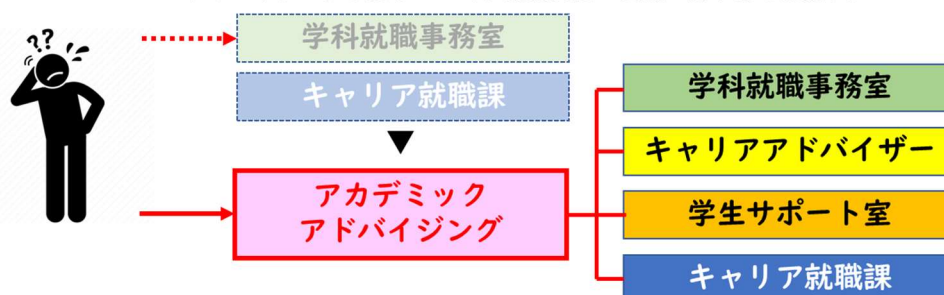 ??
学科就職事務室
キャリア就職課
アカデミック
アドバイジング
学科就職事務室
キャリアアドバイザー
学生サポート室
キャリア就職課